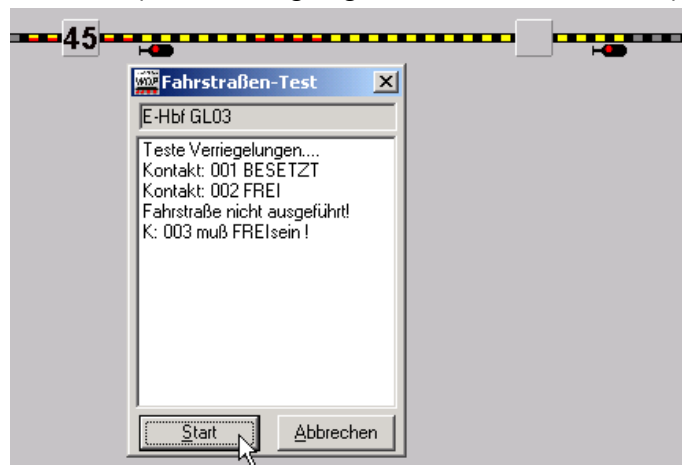 45
Fahrstraßen-Test
E-Hbf GL03
Teste Verriegelungen....
Kontakt: 001 BESETZT
Kontakt: 002 FREI
Fahrstraße nicht ausgeführt!
K: 003 muß FREIsein !
Start
Abbrechen